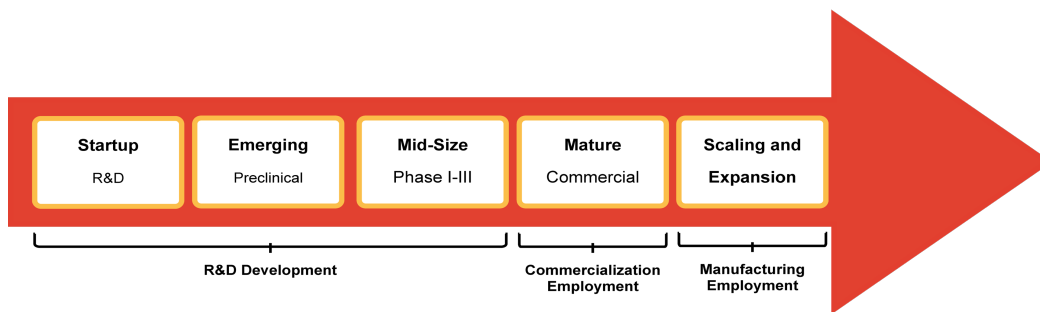 Startup
R&D
Emerging
Preclinical
Mid-Size
Phase I-III
Mature
Commercial
Scaling and
Expansion
R&D Development
Commercialization
Employment
Manufacturing
Employment